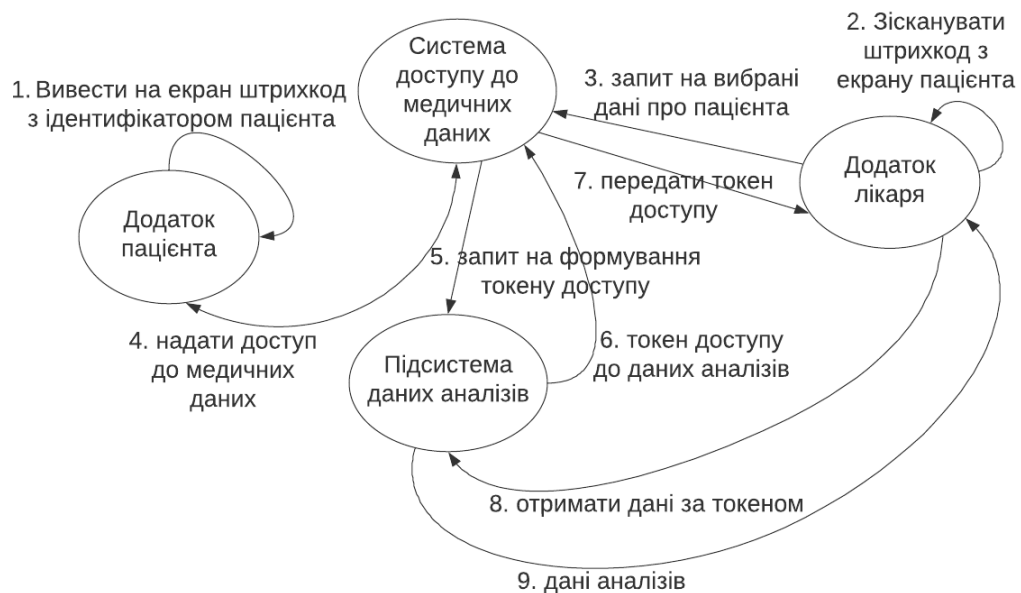 1. Вивести на екран штрихкод
з ідентифікатором пацієнта
Система
доступу до
медичних
даних
2. Зісканувати
штрихкод з
екрану пацієнта
3. запит на вибрані
дані про пацієнта
Додаток
лікаря
7. передати токен
доступу
Додаток
пацієнта
5. запит на формування
токену доступу
4. надати доступ
до медичних
даних
Підсистема
даних аналізів
6. токен доступу
до даних аналізів
8. отримати дані за токеном
9. дані аналізів